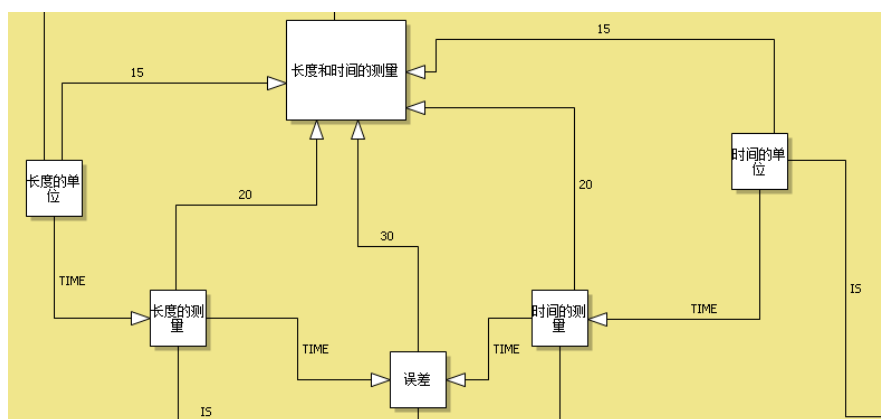 15
长度和时间的测量
15
长度的单
位
时间的单
位
20
20
30
TIME
长度的测
量
时间的测
量
TIME
IS
TIME
TIME
误差
IS